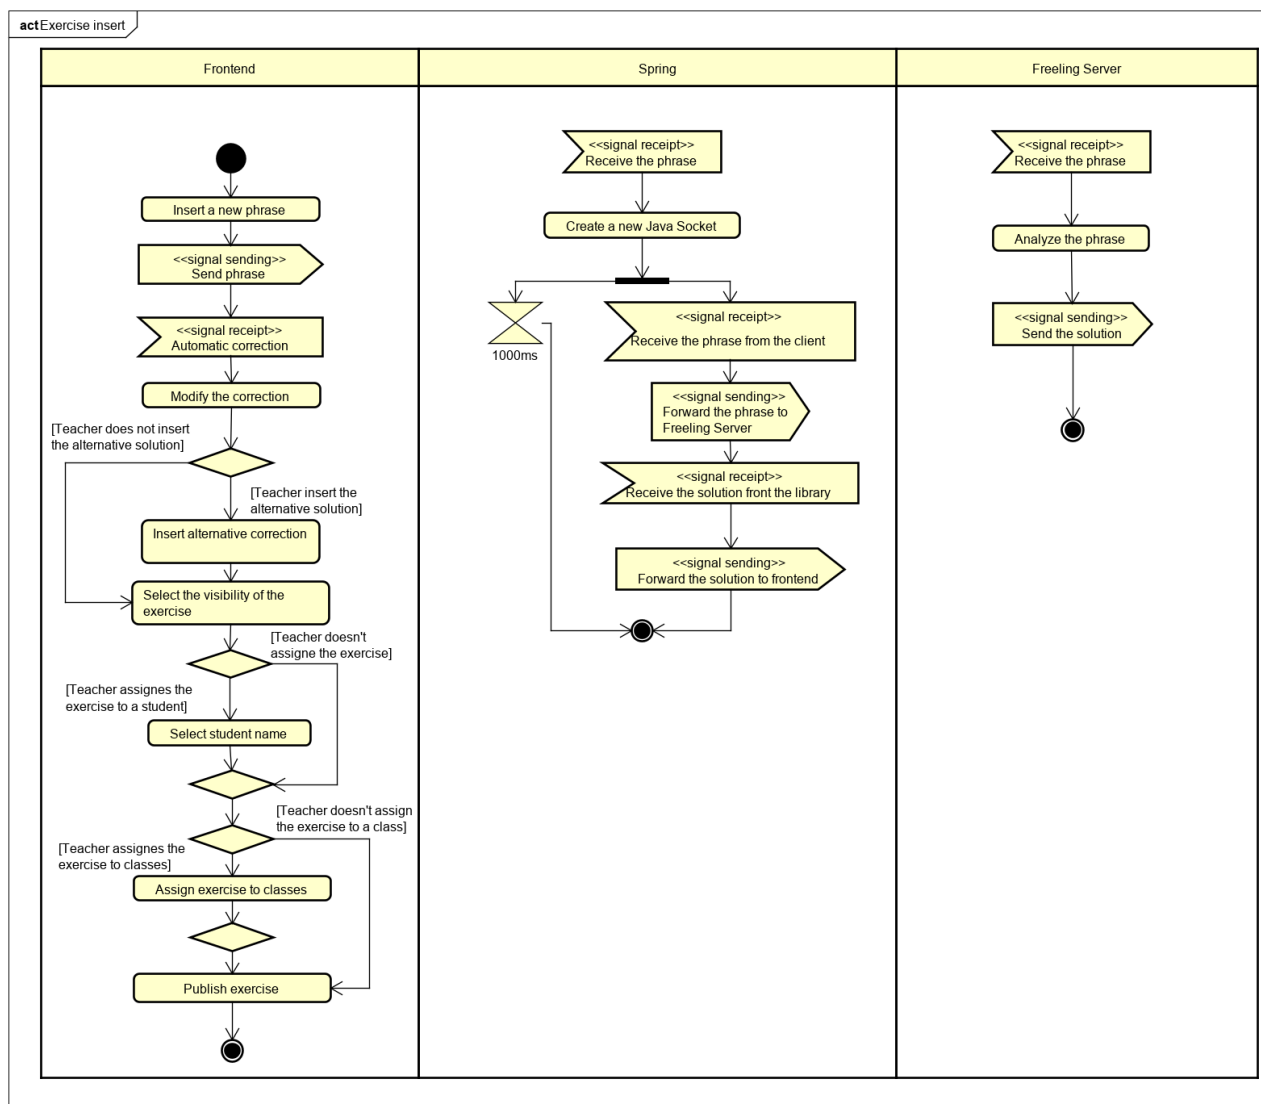 act Exercise insert
Frontend
Spring
Freeling Server
Insert a new phrase
<<signal sending>>
Send phrase
<<signal receipt>>
Automatic correction
Modify the correction
[Teacher does not insert
the alternative solution]
[Teacher insert the
alternative solution]
Insert alternative correction
Select the visibility of the
exercise
[Teacher doesn't
assigne the exercise]
[Teacher assignes the
exercise to a student]
Select student name
[Teacher doesn't assign
the exercise to a class]
[Teacher assignes the
exercise to classes]
Assign exercise to classes
Publish exercise
<<signal receipt>>
Receive the phrase
Create a new Java Socket
1000ms
<<signal receipt>>
Receive the phrase from the client
<<signal sending>>
Forward the phrase to
Freeling Server
<<signal receipt>>
Receive the solution front the library
<<signal sending>>
Forward the solution to frontend
<<signal receipt>>
Receive the phrase
Analyze the phrase
<<signal sending>>
Send the solution